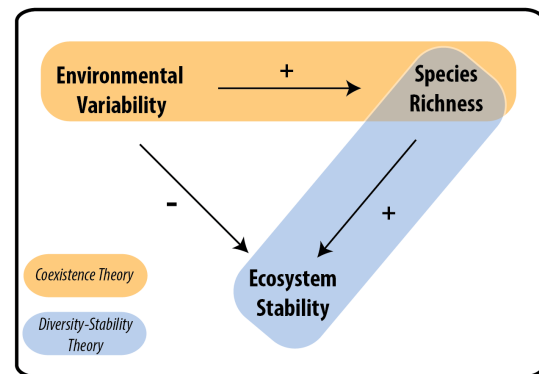 Environmental
Variability
+
Species
Richness
-
+
Ecosystem
Stability
Coexistence Theory
Diversity-Stability
Theory